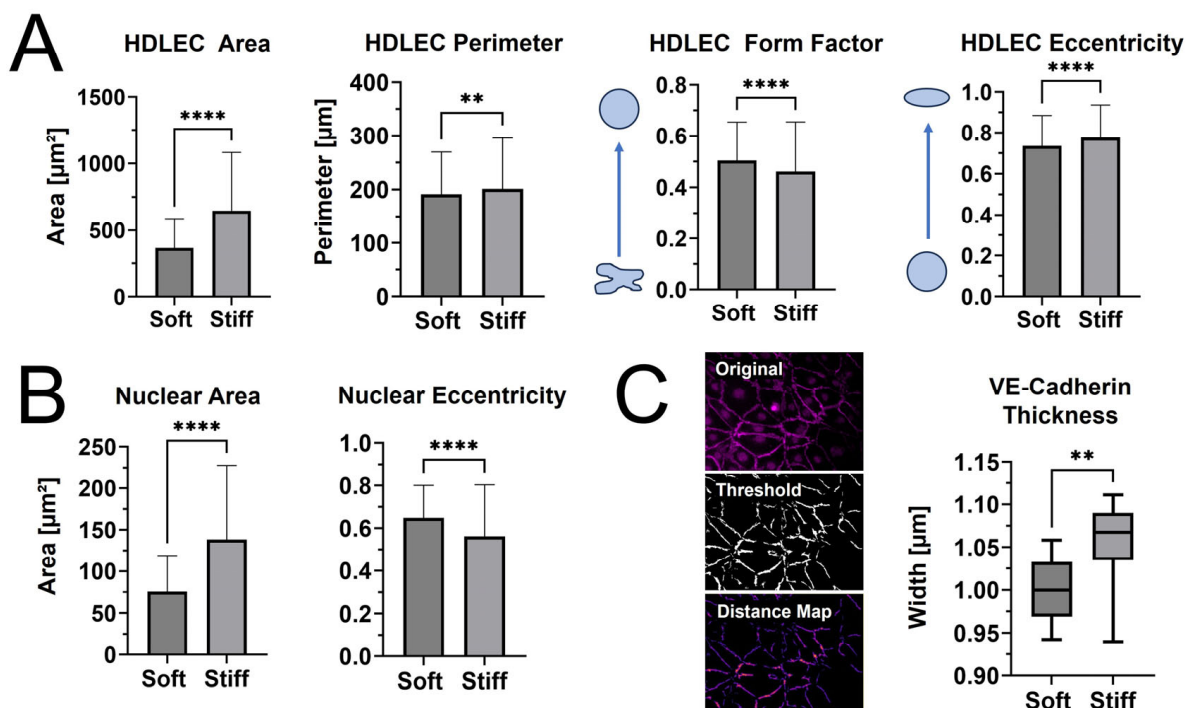 A
HDLEC Area
Area [µm²]
1500
1000
500
0
****
Soft Stiff
HDLEC Perimeter
Perimeter [µm]
400
300
200
100
0
**
Soft Stiff
HDLEC Form Factor
0.8
0.6
0.4
0.2
0.0
****
Soft Stiff
HDLEC Eccentricity
1.0
0.8
0.6
0.4
0.2
0.0
****
Soft Stiff
B
Nuclear Area
Area [µm²]
250
200
150
100
50
0
****
Soft Stiff
Nuclear Eccentricity
1.0
0.8
0.6
0.4
0.2
0.0
****
Soft Stiff
C
Original
Threshold
Distance Map
VE-Cadherin
Thickness
Width [µm]
1.15
1.10
1.05
1.00
0.95
0.90
**
Soft Stiff